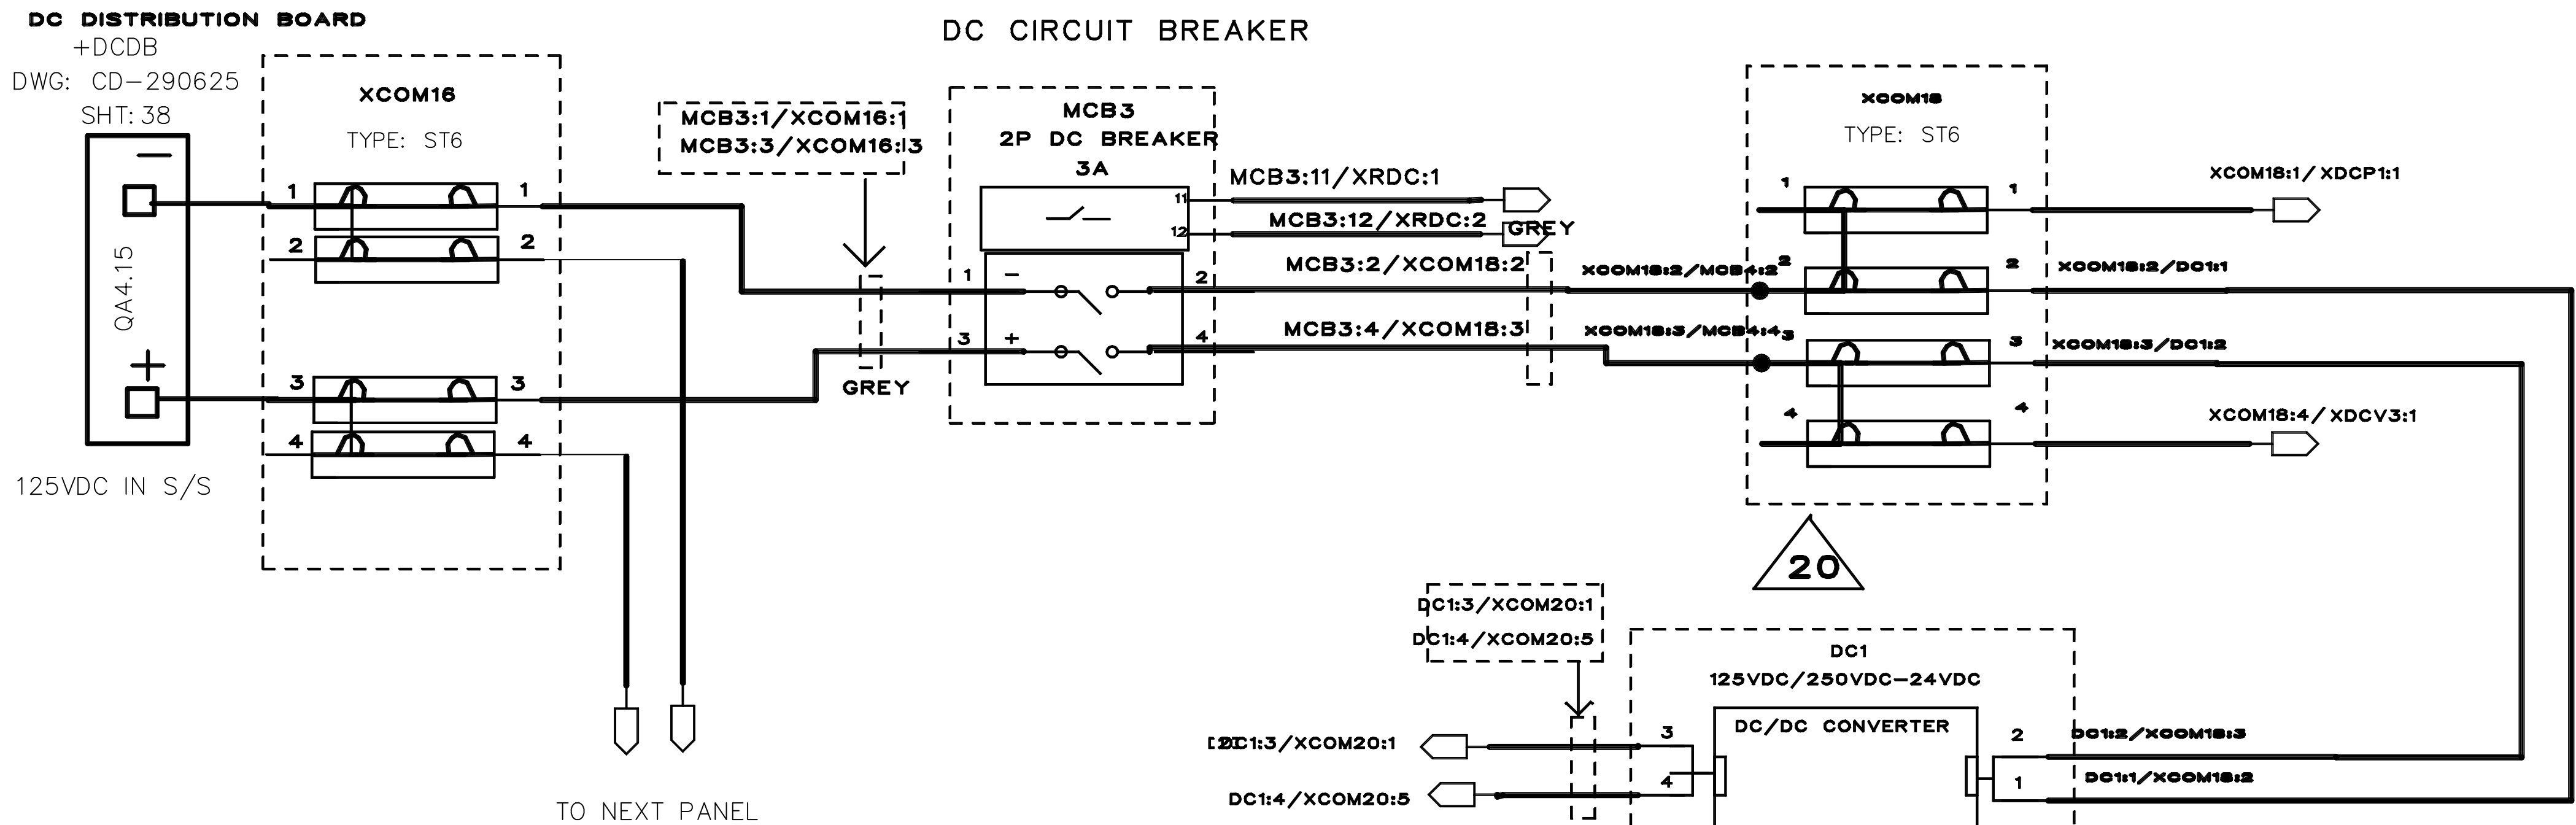 DC DISTRIBUTION BOARD
+DCDB
DWG: CD-290625
SHT: 38
QA4.15
125VDC IN S/S
XCOM16
TYPE: ST6
1 1
2 2
3 3
4 4
TO NEXT PANEL
DC CIRCUIT BREAKER
MCB3:1/XCOM16:1
MCB3:3/XCOM16:3
GREY
MCB3
2P DC BREAKER
3A
11
12
1 - 2
3 + 4
MCB3:11/XRDC:1
MCB3:12/XRDC:2
GREY
MCB3:2/XCOM18:2
MCB3:4/XCOM18:3
XCOM18:2/MCB4:2
XCOM18:3/MCB4:4
XCOM18
TYPE: ST6
1 1
2 2
3 3
4 4
XCOM18:1/XDCP1:1
XCOM18:2/DC1:1
XCOM18:3/DC1:2
XCOM18:4/XDCV3:1
20
DC1:3/XCOM20:1
DC1:4/XCOM20:5
DC1
125VDC/250VDC-24VDC
DC/DC CONVERTER
DC1:3/XCOM20:1
3
DC1:4/XCOM20:5
4
2
DC1:2/XCOM18:3
1
DC1:1/XCOM18:2